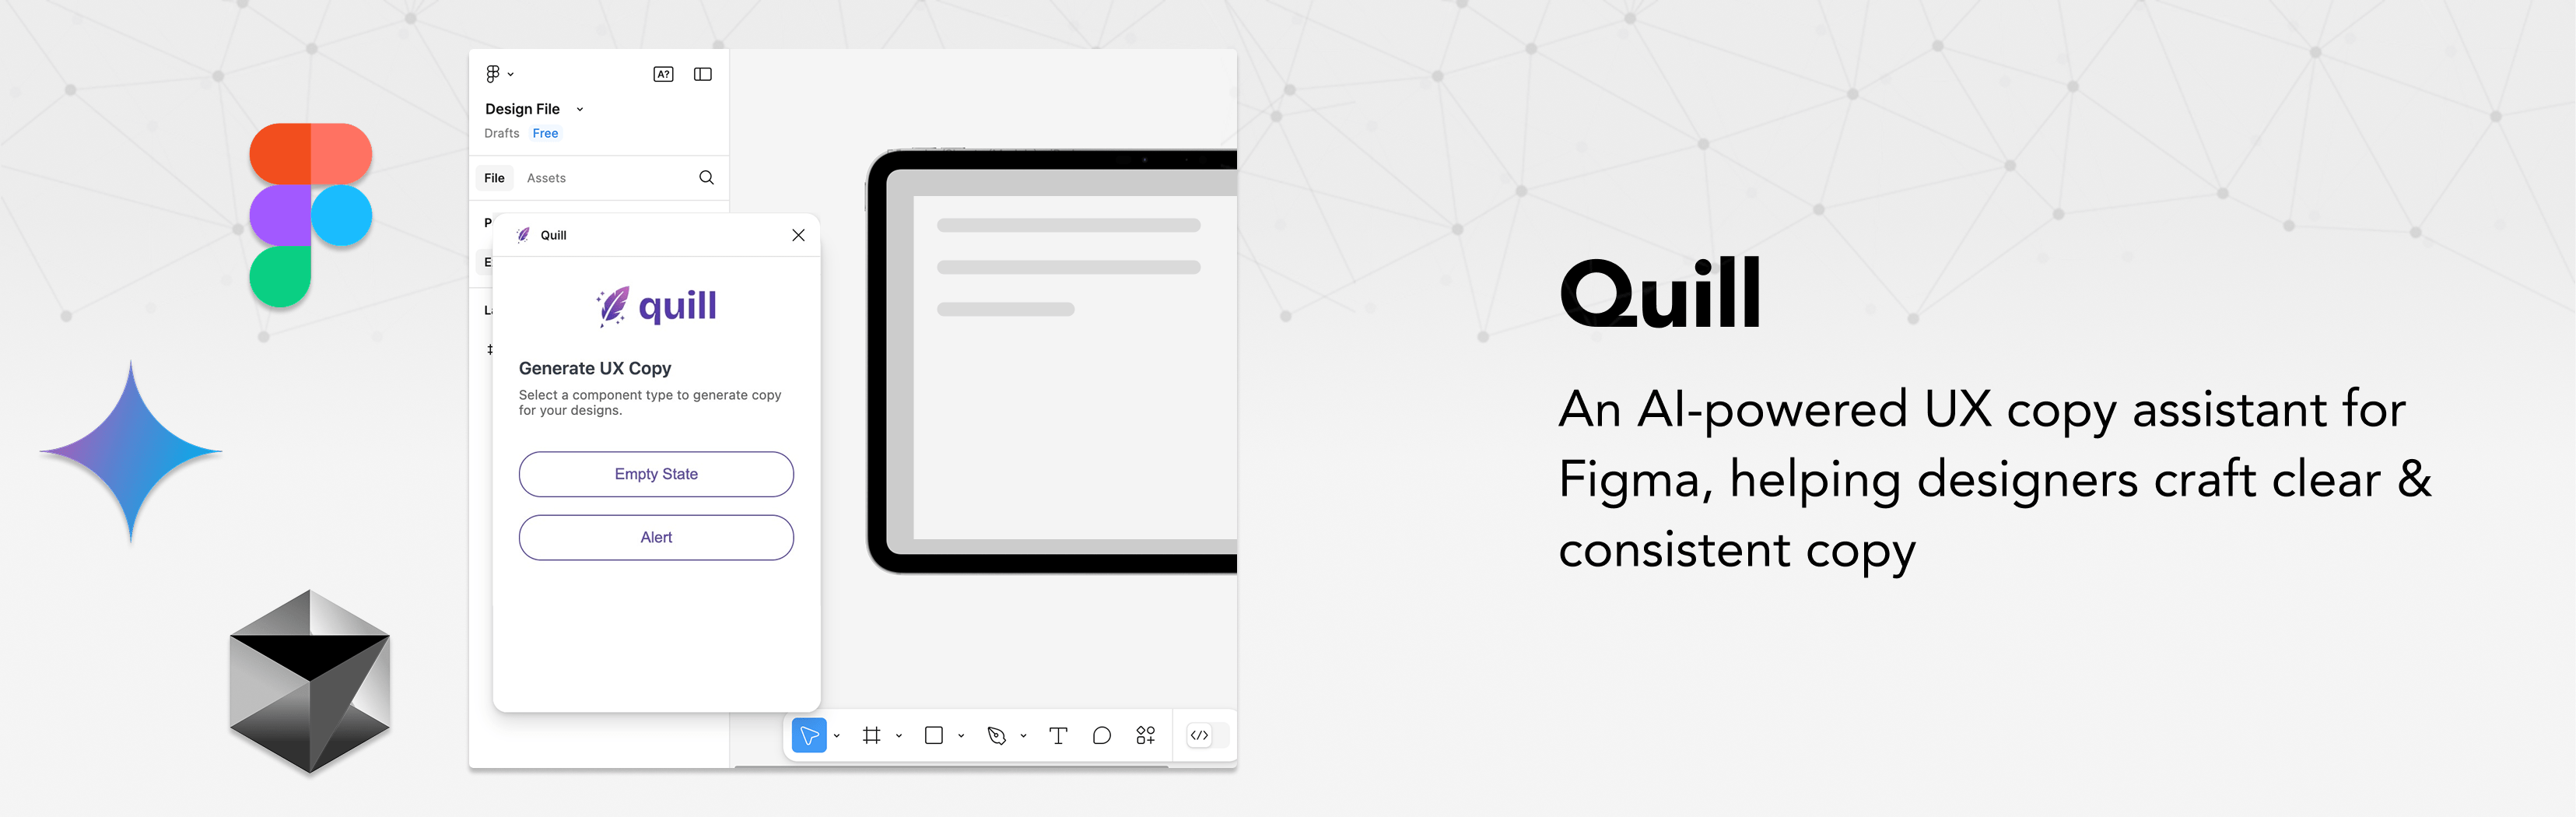 A?
Design File
Drafts Free
File Assets
P
Quill
E
quill
La
Generate UX Copy
Select a component type to generate copy
for your designs.
Empty State
Alert
Quill
An AI-powered UX copy assistant for
Figma, helping designers craft clear &
consistent copy